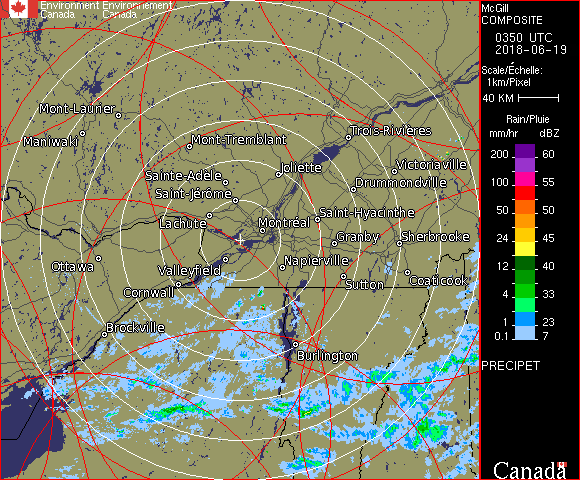 Environment Environnement
Canada Canada
McGill
COMPOSITE
0350 UTC
2018-06-19
Scale/Échelle:
1km/Pixel
40 KM
Rain/Pluie
mm/hr dBZ
200 60
100 55
50 50
24 45
12 40
4 33
1 23
0.1 7
PRECIPET
Canada
Mont-Laurier
Maniwaki
Mont-Tremblant
Trois-Rivières
Joliette
Victoriaville
Sainte-Adèle
Drummondville
Saint-Jérôme
Saint-Hyacinthe
Lachute
Montréal
Granby
Sherbrooke
Ottawa
Valleyfield
Napierville
Cornwall
Sutton
Coaticook
Brockville
Burlington